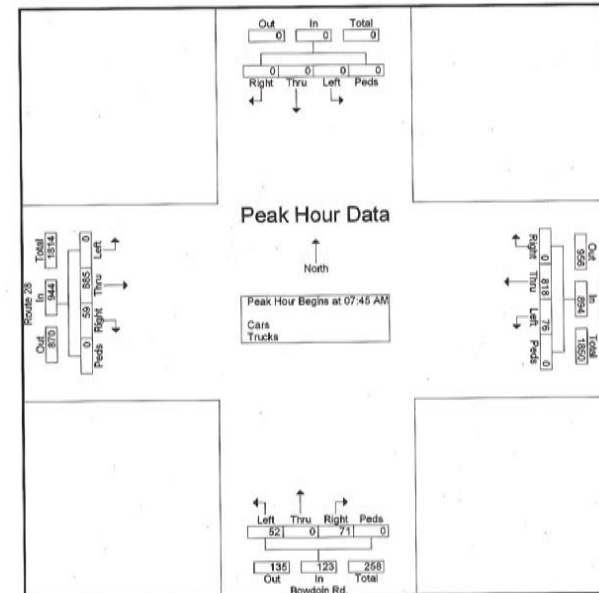 Out In Total
0 0 0
0 0 0 0
Right Thru Left Peds
Peak Hour Data
North
Peak Hour Begins at 07:45 AM
Cars
Trucks
Route 28
Out In Total
870 944 1814
0 885 59 0
Left Thru Right Peds
Right Thru Left Peds
0 818 76 0
Out In Total
956 894 1850
Left Thru Right Peds
52 0 71 0
135 123 258
Out In Total
Bowdoin Rd.